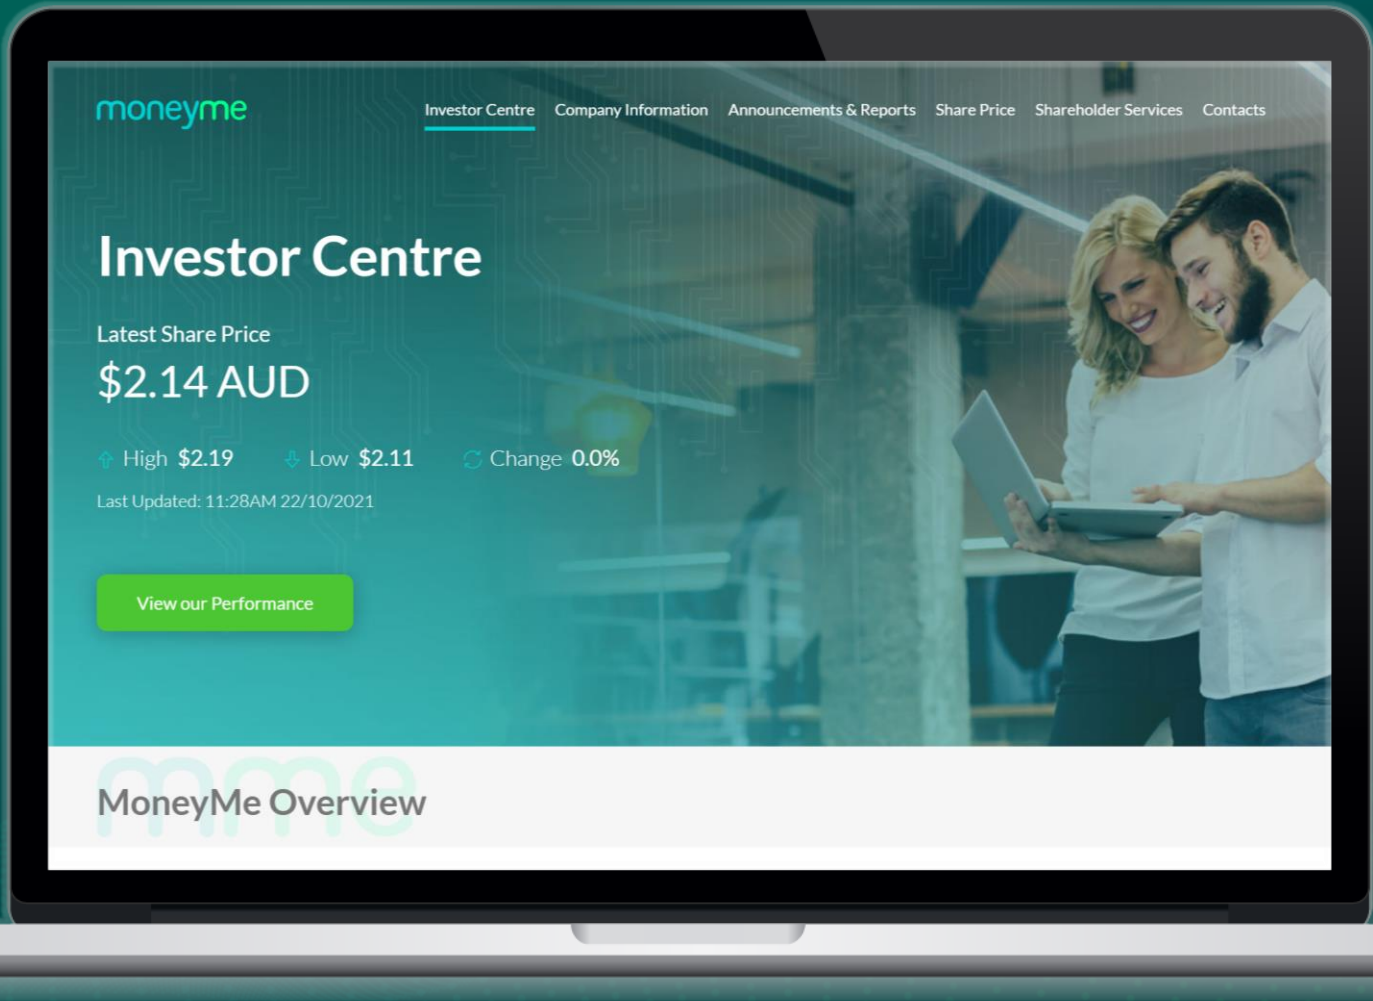 moneyme
Investor Centre Company Information Announcements & Reports Share Price Shareholder Services Contacts
Investor Centre
Latest Share Price
$2.14 AUD
High $2.19 Low $2.11 Change 0.0%
Last Updated: 11:28AM 22/10/2021
View our Performance
mme
MoneyMe Overview